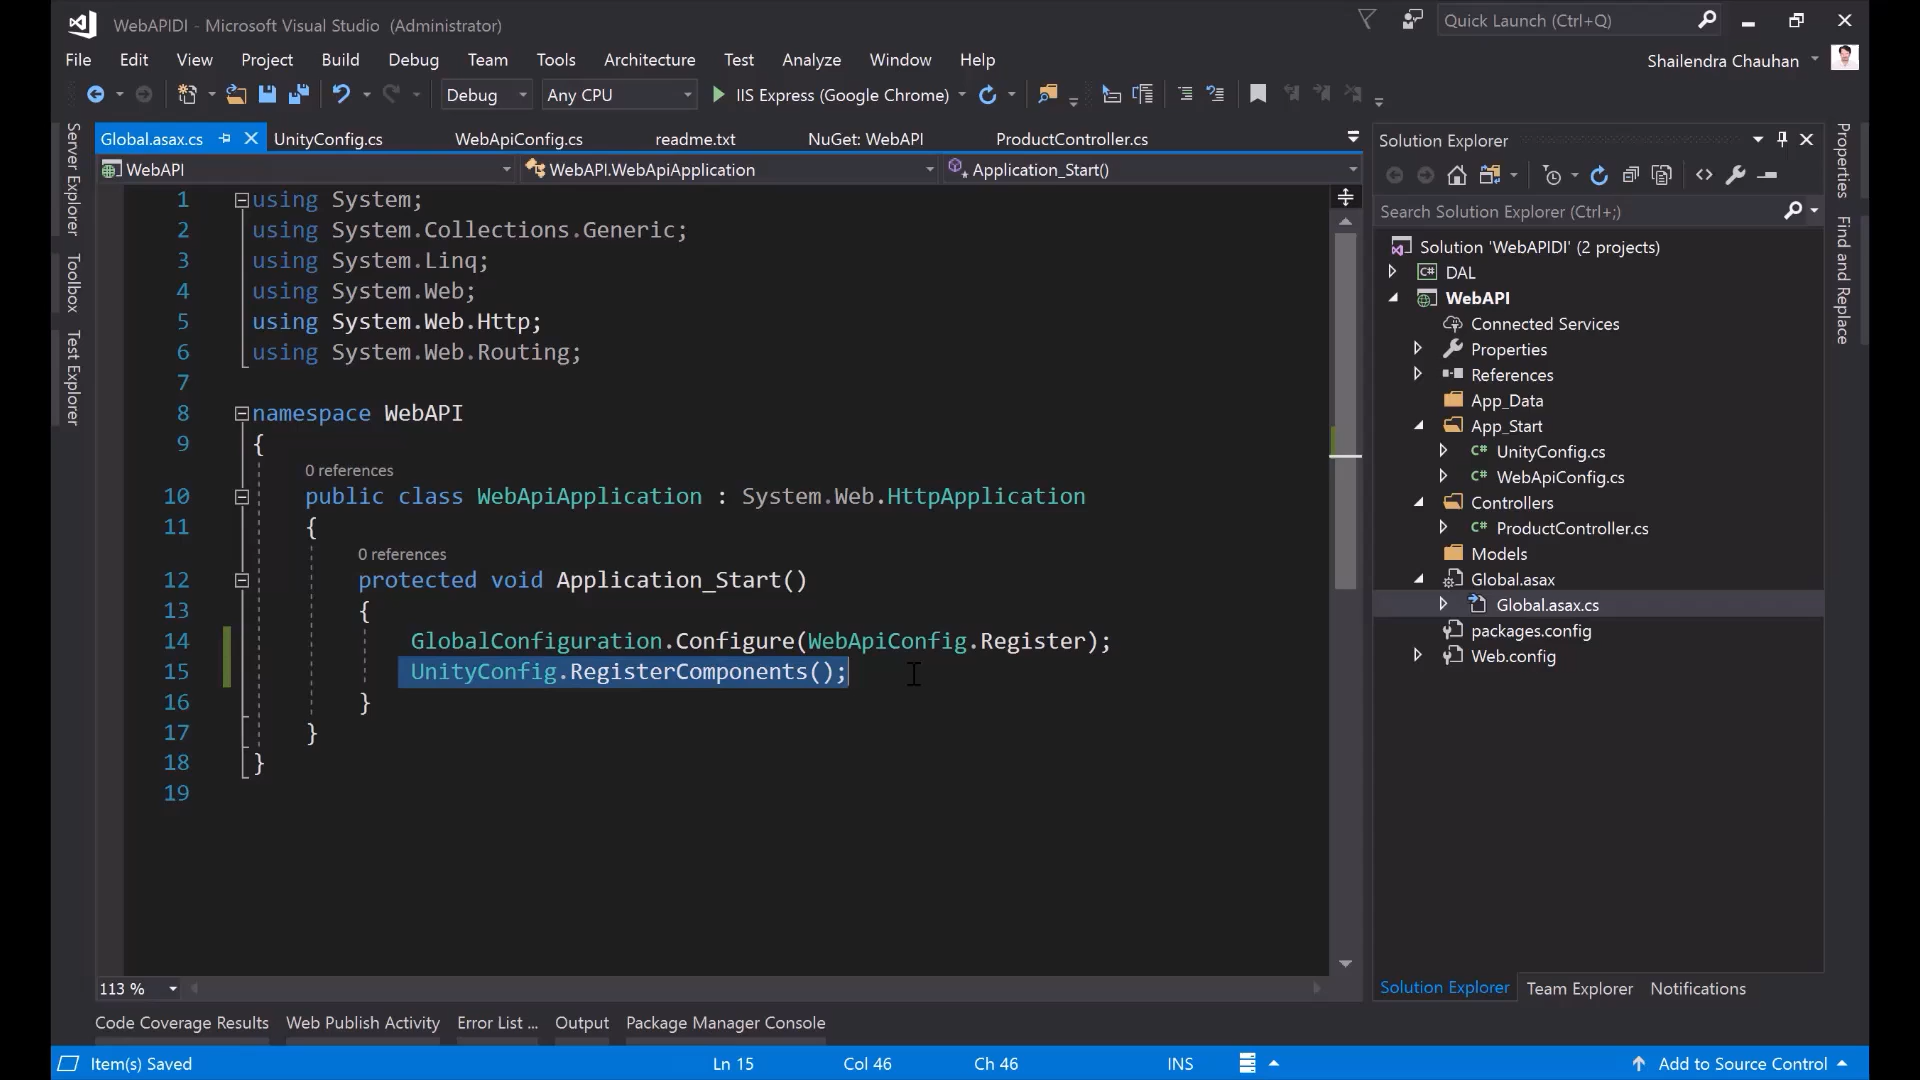 WebAPIDI - Microsoft Visual Studio (Administrator)
Quick Launch (Ctrl+Q)
File Edit View Project Build Debug Team Tools Architecture Test Analyze Window Help
Shailendra Chauhan
Debug Any CPU IIS Express (Google Chrome)
Server Explorer
Toolbox
Test Explorer
Global.asax.cs UnityConfig.cs WebApiConfig.cs readme.txt NuGet: WebAPI ProductController.cs
WebAPI WebAPI.WebApiApplication Application_Start()
1 using System;
2 using System.Collections.Generic;
3 using System.Linq;
4 using System.Web;
5 using System.Web.Http;
6 using System.Web.Routing;
7
8 namespace WebAPI
9 {
0 references
10 public class WebApiApplication : System.Web.HttpApplication
11 {
0 references
12 protected void Application_Start()
13 {
14 GlobalConfiguration.Configure(WebApiConfig.Register);
15 UnityConfig.RegisterComponents();
16 }
17 }
18 }
19
113 %
Solution Explorer
Search Solution Explorer (Ctrl+;)
Solution 'WebAPIDI' (2 projects)
C# DAL
WebAPI
Connected Services
Properties
References
App_Data
App_Start
C# UnityConfig.cs
C# WebApiConfig.cs
Controllers
C# ProductController.cs
Models
Global.asax
Global.asax.cs
packages.config
Web.config
Solution Explorer Team Explorer Notifications
Properties
Find and Replace
Code Coverage Results Web Publish Activity Error List ... Output Package Manager Console
Item(s) Saved Ln 15 Col 46 Ch 46 INS Add to Source Control